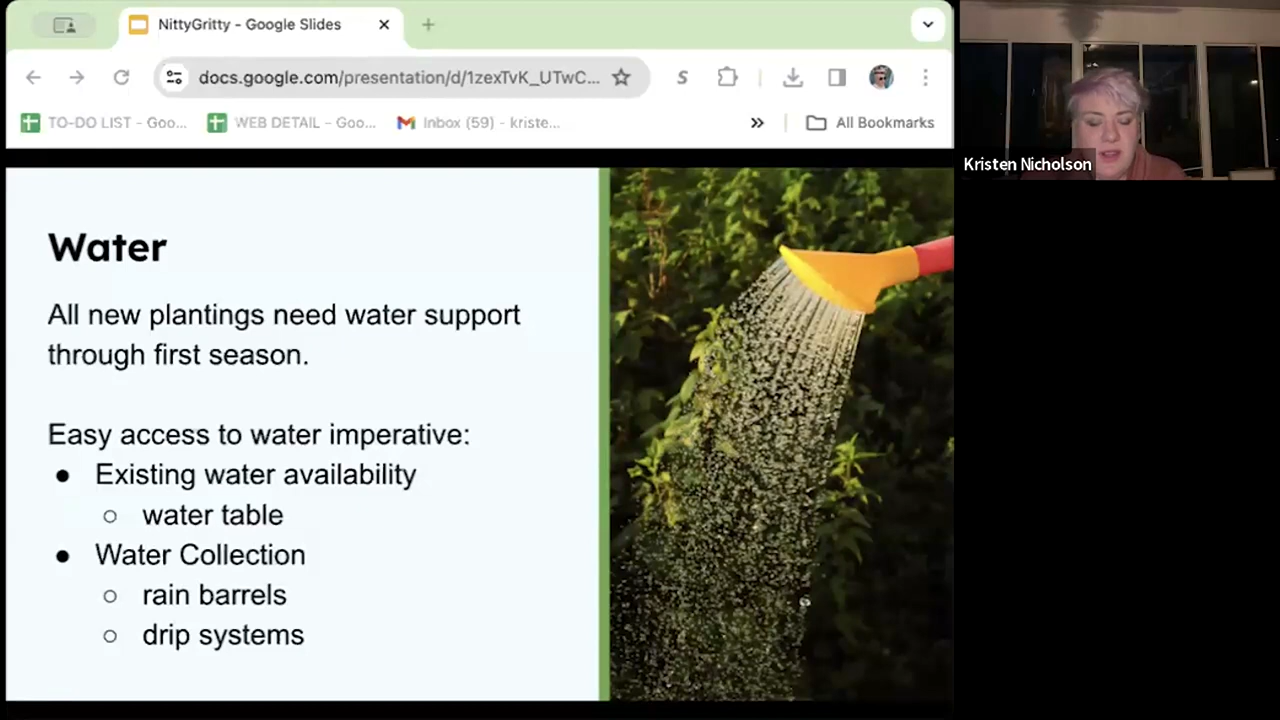 NittyGritty - Google Slides
docs.google.com/presentation/d/1zexTvK_UTwC...
TO-DO LIST - Goo...
WEB DETAIL - Goo...
Inbox (59) - kriste...
All Bookmarks
Kristen Nicholson
Water
All new plantings need water support
through first season.
Easy access to water imperative:
● Existing water availability
○ water table
● Water Collection
○ rain barrels
○ drip systems